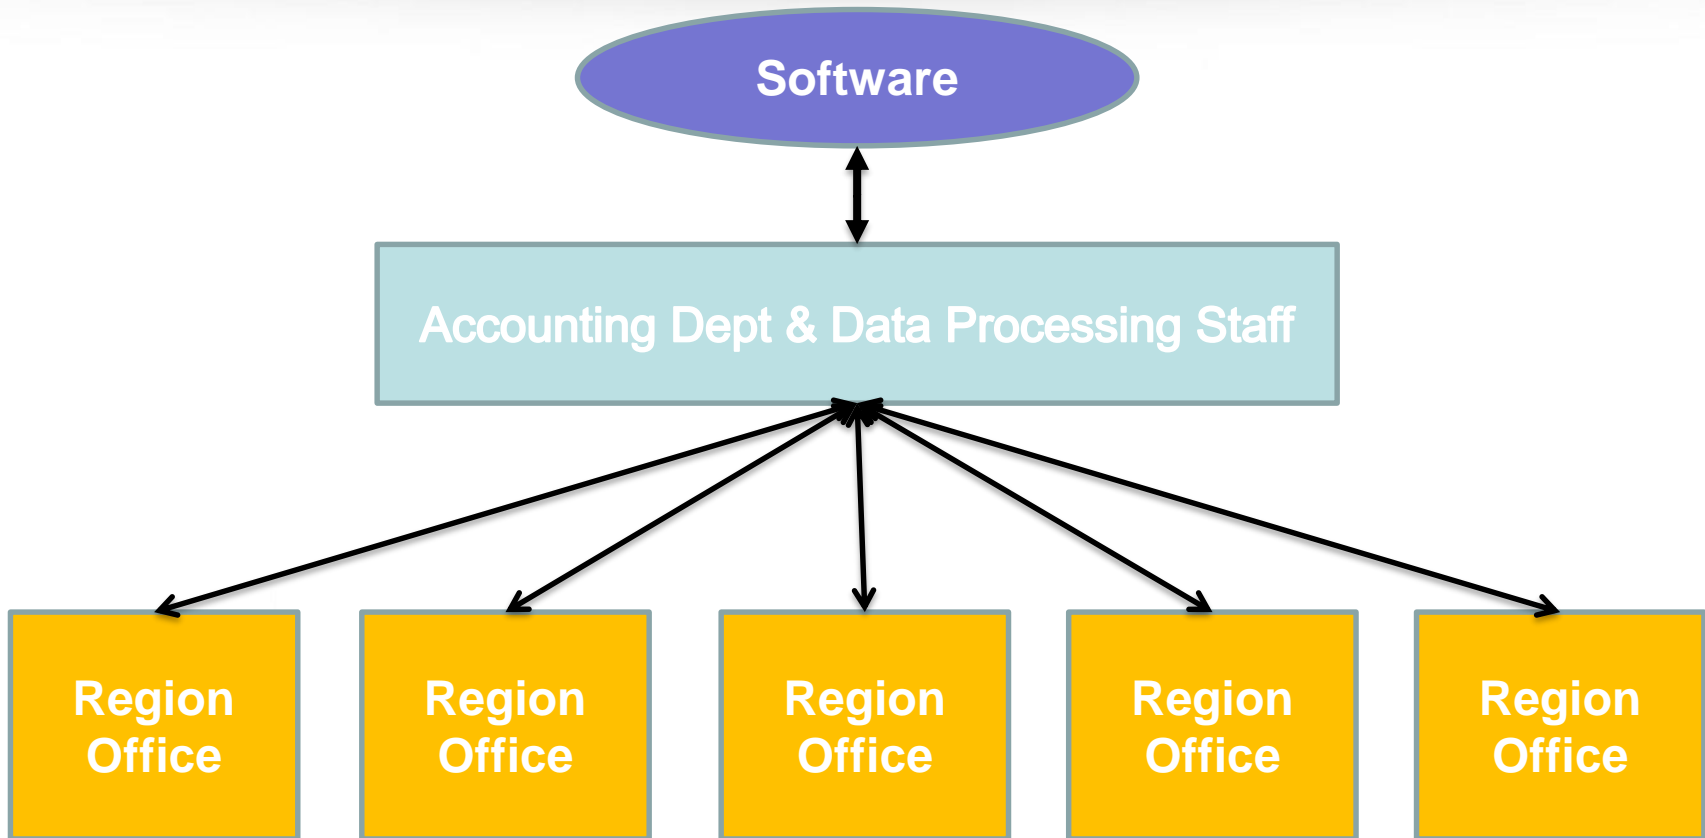 Software
Accounting Dept & Data Processing Staff
Region
Office
Region
Office
Region
Office
Region
Office
Region
Office